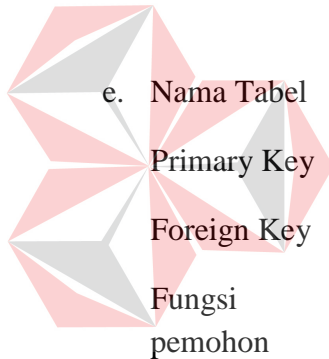 e. Nama Tabel
Primary Key
Foreign Key
Fungsi
pemohon